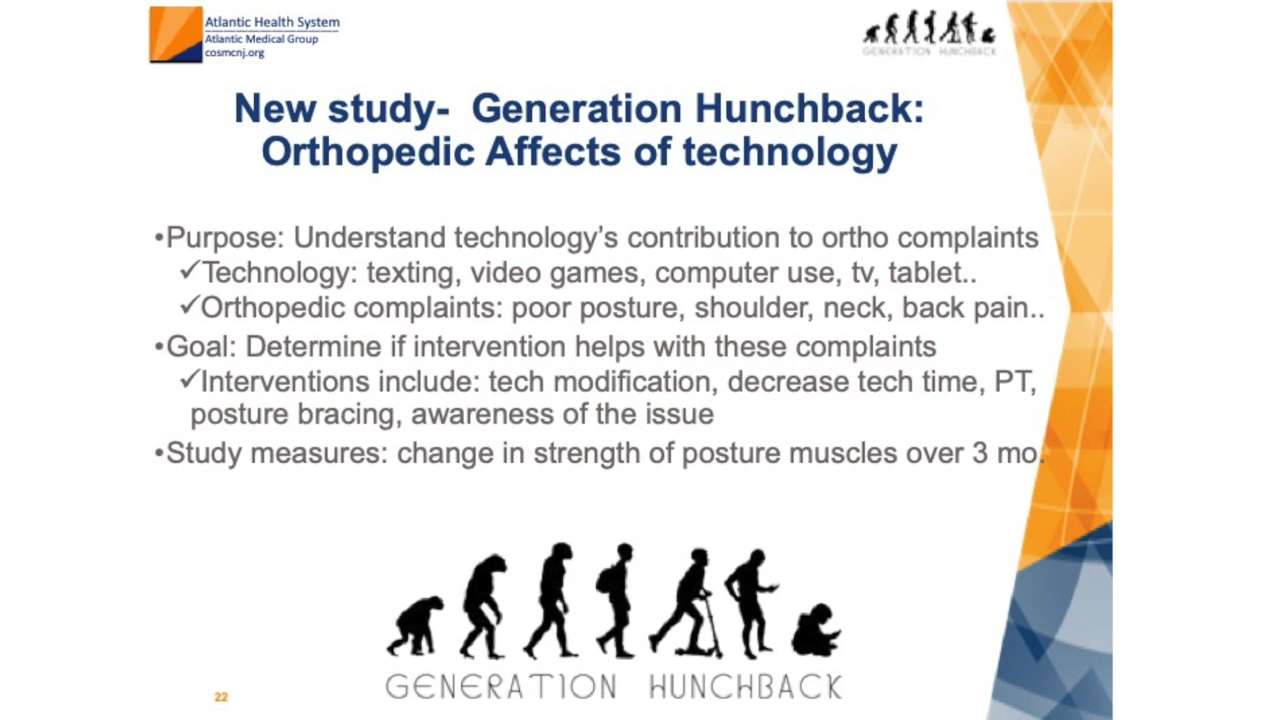 Atlantic Health System
Atlantic Medical Group
cosmcnj.org
GENERATION HUNCHBACK
New study-  Generation Hunchback:
Orthopedic Affects of technology
•Purpose: Understand technology’s contribution to ortho complaints
✓Technology: texting, video games, computer use, tv, tablet..
✓Orthopedic complaints: poor posture, shoulder, neck, back pain..
•Goal: Determine if intervention helps with these complaints
✓Interventions include: tech modification, decrease tech time, PT,
posture bracing, awareness of the issue
•Study measures: change in strength of posture muscles over 3 mo.
GENERATION HUNCHBACK
22